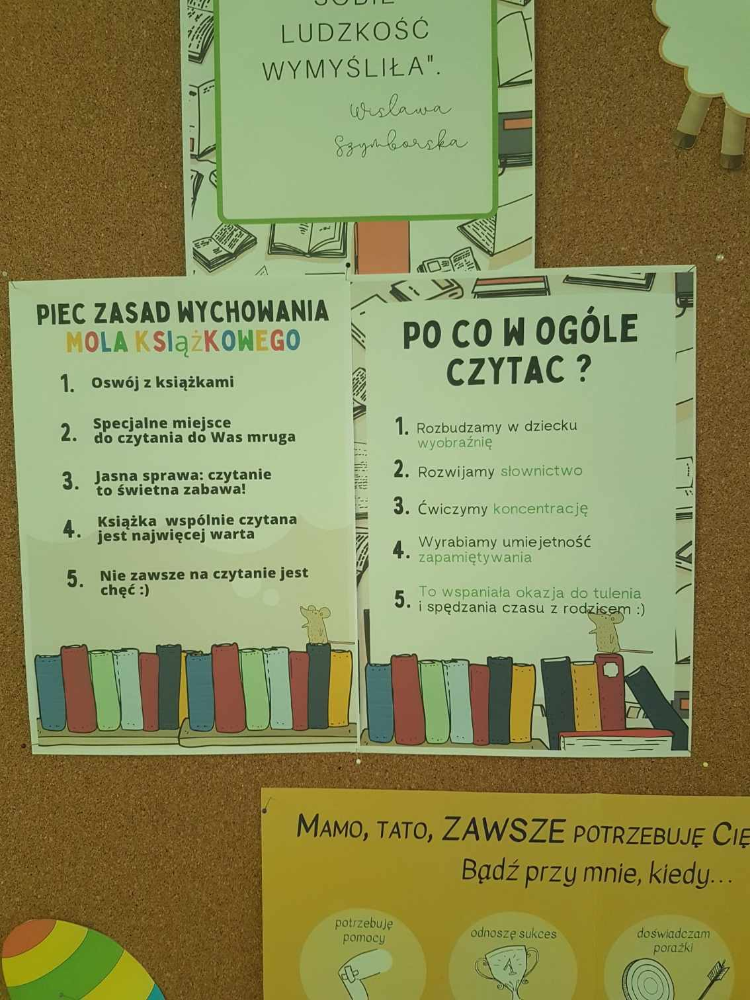 SOBIE
LUDZKOŚĆ
WYMYŚLIŁA".
Wisława
Szymborska
PIEC ZASAD WYCHOWANIA
MOLA KSIążKOWEGO
1. Oswój z książkami
2. Specjalne miejsce
do czytania do Was mruga
3. Jasna sprawa: czytanie
to świetna zabawa!
4. Książka wspólnie czytana
jest najwięcej warta
5. Nie zawsze na czytanie jest
chęć :)
PO CO W OGÓLE
CZYTAC ?
1. Rozbudzamy w dziecku
wyobraźnię
2. Rozwijamy słownictwo
3. Ćwiczymy koncentrację
4. Wyrabiamy umiejetność
zapamiętywania
5. To wspaniała okazja do tulenia
i spędzania czasu z rodzicem :)
MAMO, TATO, ZAWSZE POTRZEBUJĘ CIĘ
Bądź przy mnie, kiedy...
potrzebuję
pomocy
odnoszę sukces
1
doświadczam
porażki